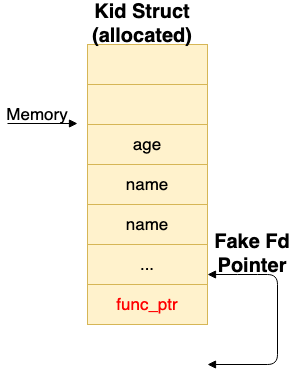 Kid Struct
(allocated)
Memory
age
name
name
...
Fake Fd
Pointer
func_ptr